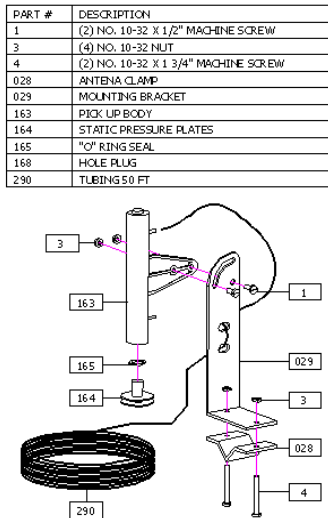 PART # DESCRIPTION
1 (2) NO. 10-32 X 1/2" MACHINE SCREW
3 (4) NO. 10-32 NUT
4 (2) NO. 10-32 X 1 3/4" MACHINE SCREW
028 ANTENA CLAMP
029 MOUNTING BRACKET
163 PICK UP BODY
164 STATIC PRESSURE PLATES
165 "O" RING SEAL
168 HOLE PLUG
290 TUBING 50 FT
3
1
163
029
165
3
164
028
4
290